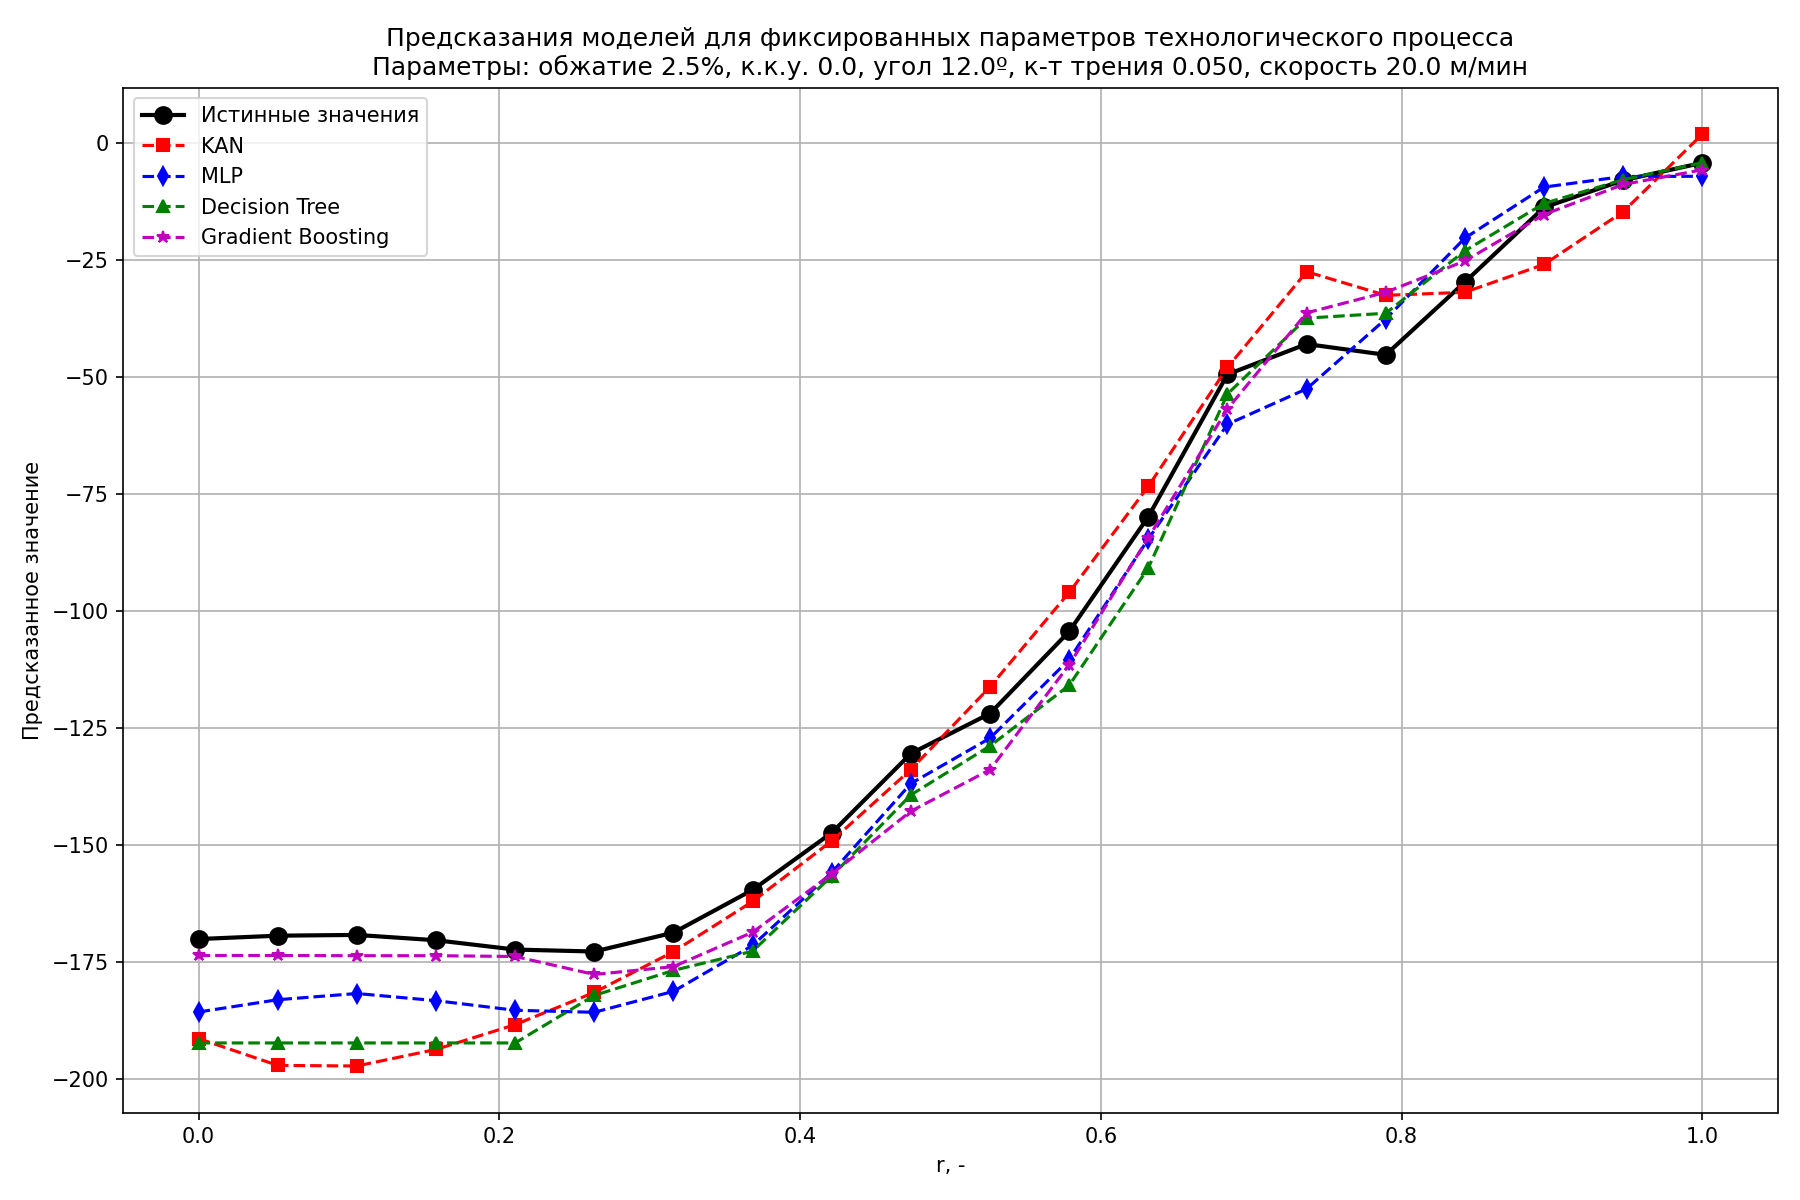 Предсказания моделей для фиксированных параметров технологического процесса
Параметры: обжатие 2.5%, к.к.у. 0.0, угол 12.0º, к-т трения 0.050, скорость 20.0 м/мин
Истинные значения
KAN
MLP
Decision Tree
Gradient Boosting
Предсказанное значение
0
−25
−50
−75
−100
−125
−150
−175
−200
0.0
0.2
0.4
0.6
0.8
1.0
r, -